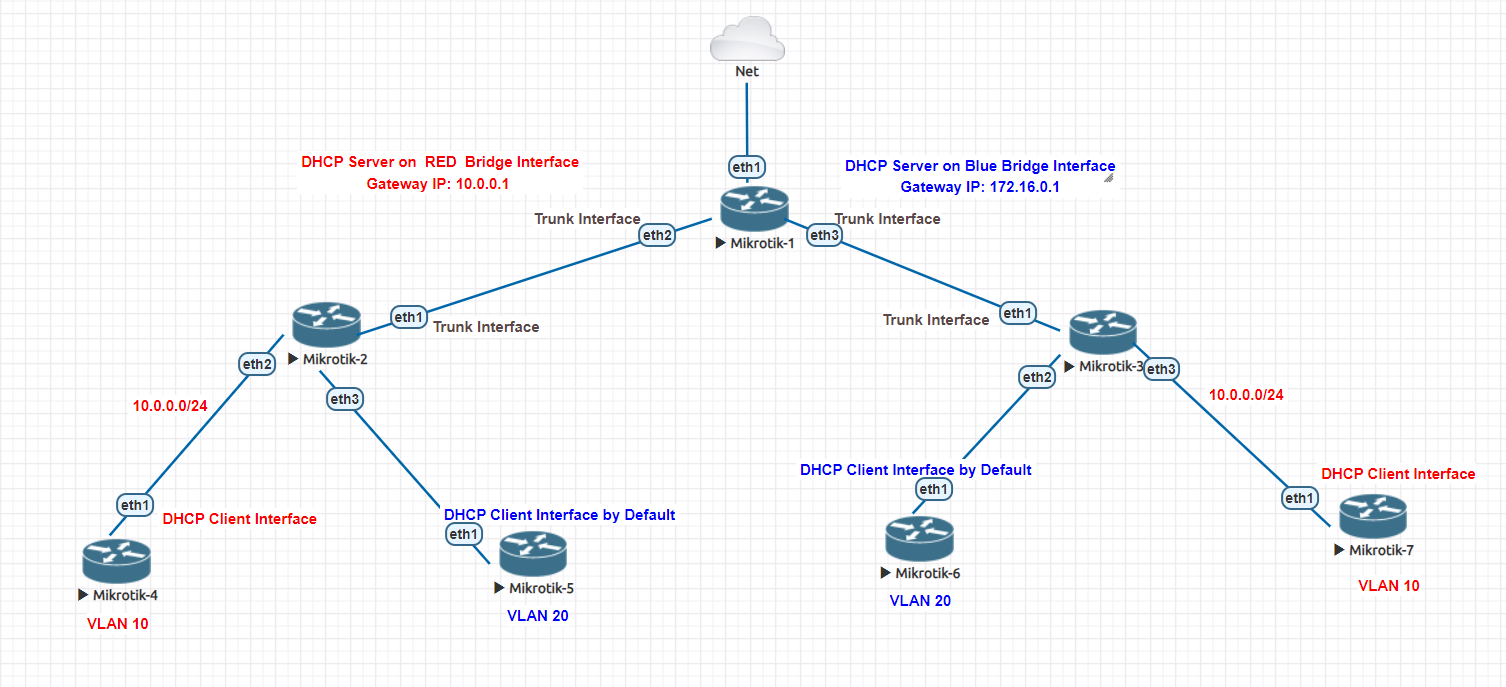 Net
eth1
DHCP Server on RED Bridge Interface
Gateway IP: 10.0.0.1
DHCP Server on Blue Bridge Interface
Gateway IP: 172.16.0.1
Trunk Interface
eth2
Mikrotik-1
Trunk Interface
eth3
eth1
Trunk Interface
Mikrotik-2
eth2
eth3
10.0.0.0/24
Trunk Interface
eth1
Mikrotik-3
eth2
eth3
10.0.0.0/24
eth1
DHCP Client Interface
Mikrotik-4
VLAN 10
DHCP Client Interface by Default
eth1
Mikrotik-5
VLAN 20
DHCP Client Interface by Default
eth1
Mikrotik-6
VLAN 20
DHCP Client Interface
eth1
Mikrotik-7
VLAN 10